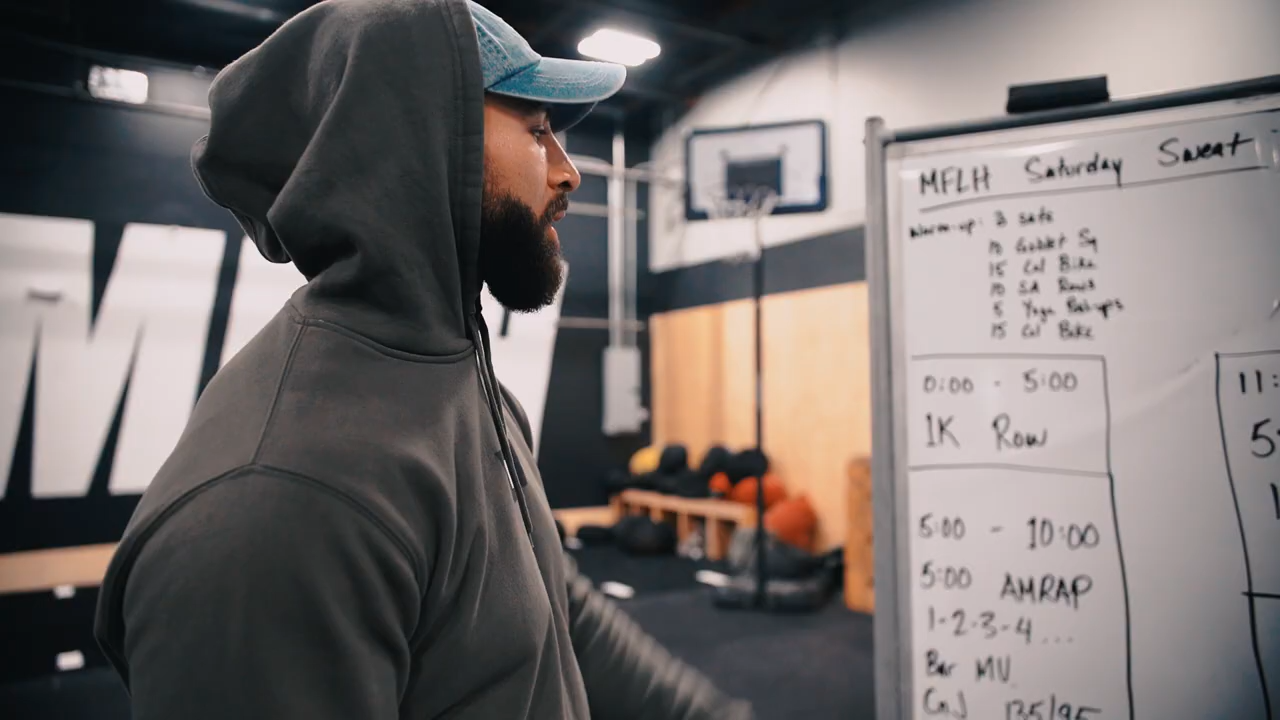 M
MFLH Saturday Sweat
Warm-up: 3 sets
10 Goblet Sq
15 Cal Bike
10 SA Rows
5 Yoga Pushups
15 Cal Bike
0:00 - 5:00
1K Row
5:00 - 10:00
5:00 AMRAP
1-2-3-4...
Bar MU
CnJ 135/95
11:
5: